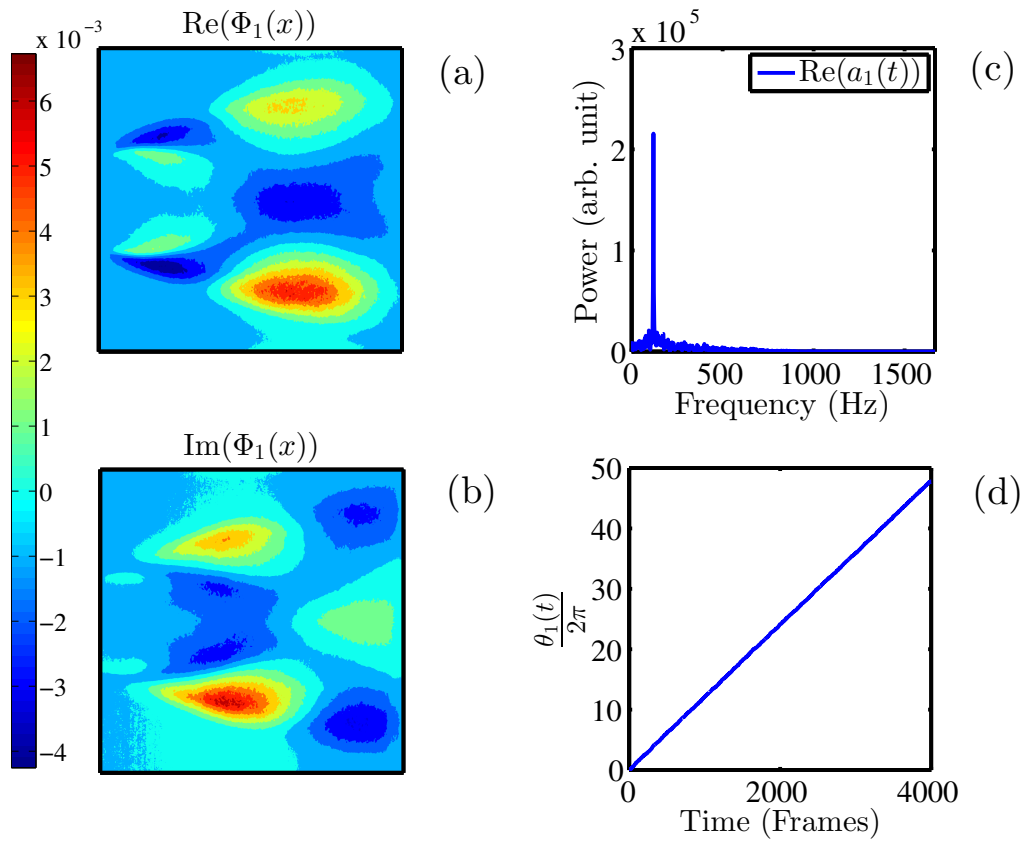 x 10⁻³
Re(Φ₁(x))
(a)
6
5
4
3
2
1
0
−1
−2
−3
−4
Im(Φ₁(x))
(b)
x 10⁵
Re(a₁(t))
(c)
Power (arb. unit)
3
2
1
0
0 500 1000 1500
Frequency (Hz)
(d)
θ₁(t)/2π
50
40
30
20
10
0
0 2000 4000
Time (Frames)